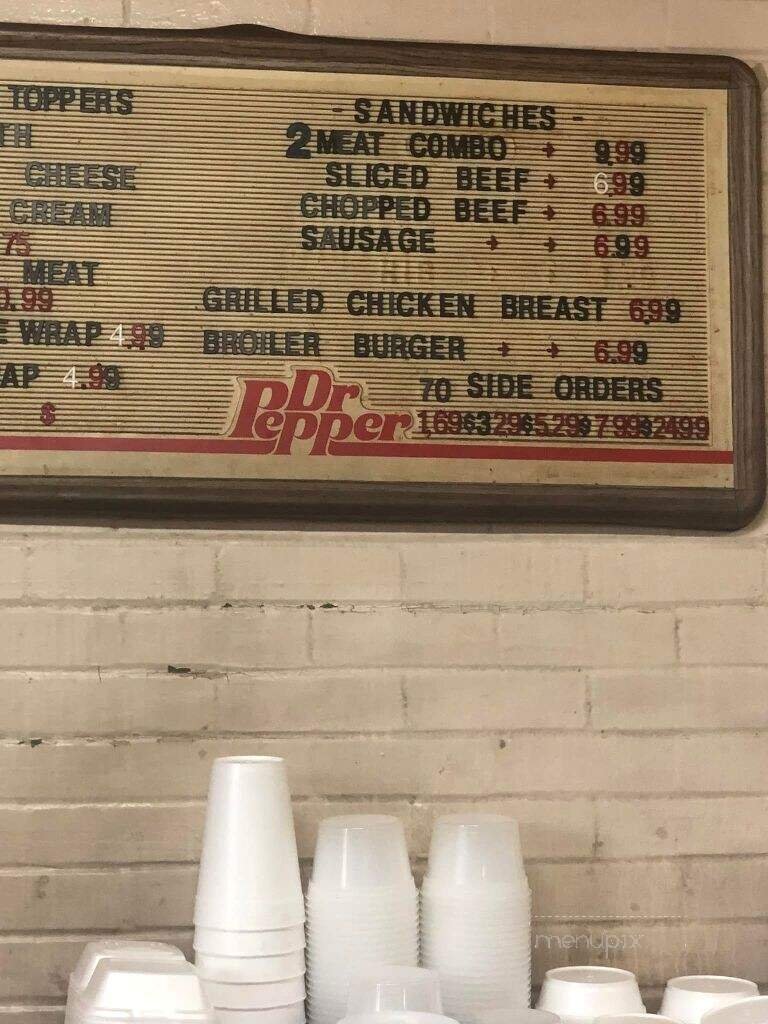 TOPPERS
TH
CHEESE
CREAM
75
MEAT
0.99
E WRAP 4.99
AP 4.99
$
- SANDWICHES -
2 MEAT COMBO → 9.99
SLICED BEEF → 6.99
CHOPPED BEEF → 6.99
SAUSAGE → → 6.99
GRILLED CHICKEN BREAST 6.99
BROILER BURGER → → 6.99
70 SIDE ORDERS
Dr Pepper
1.69$3.29$5.29$7.99$24.99
menupix